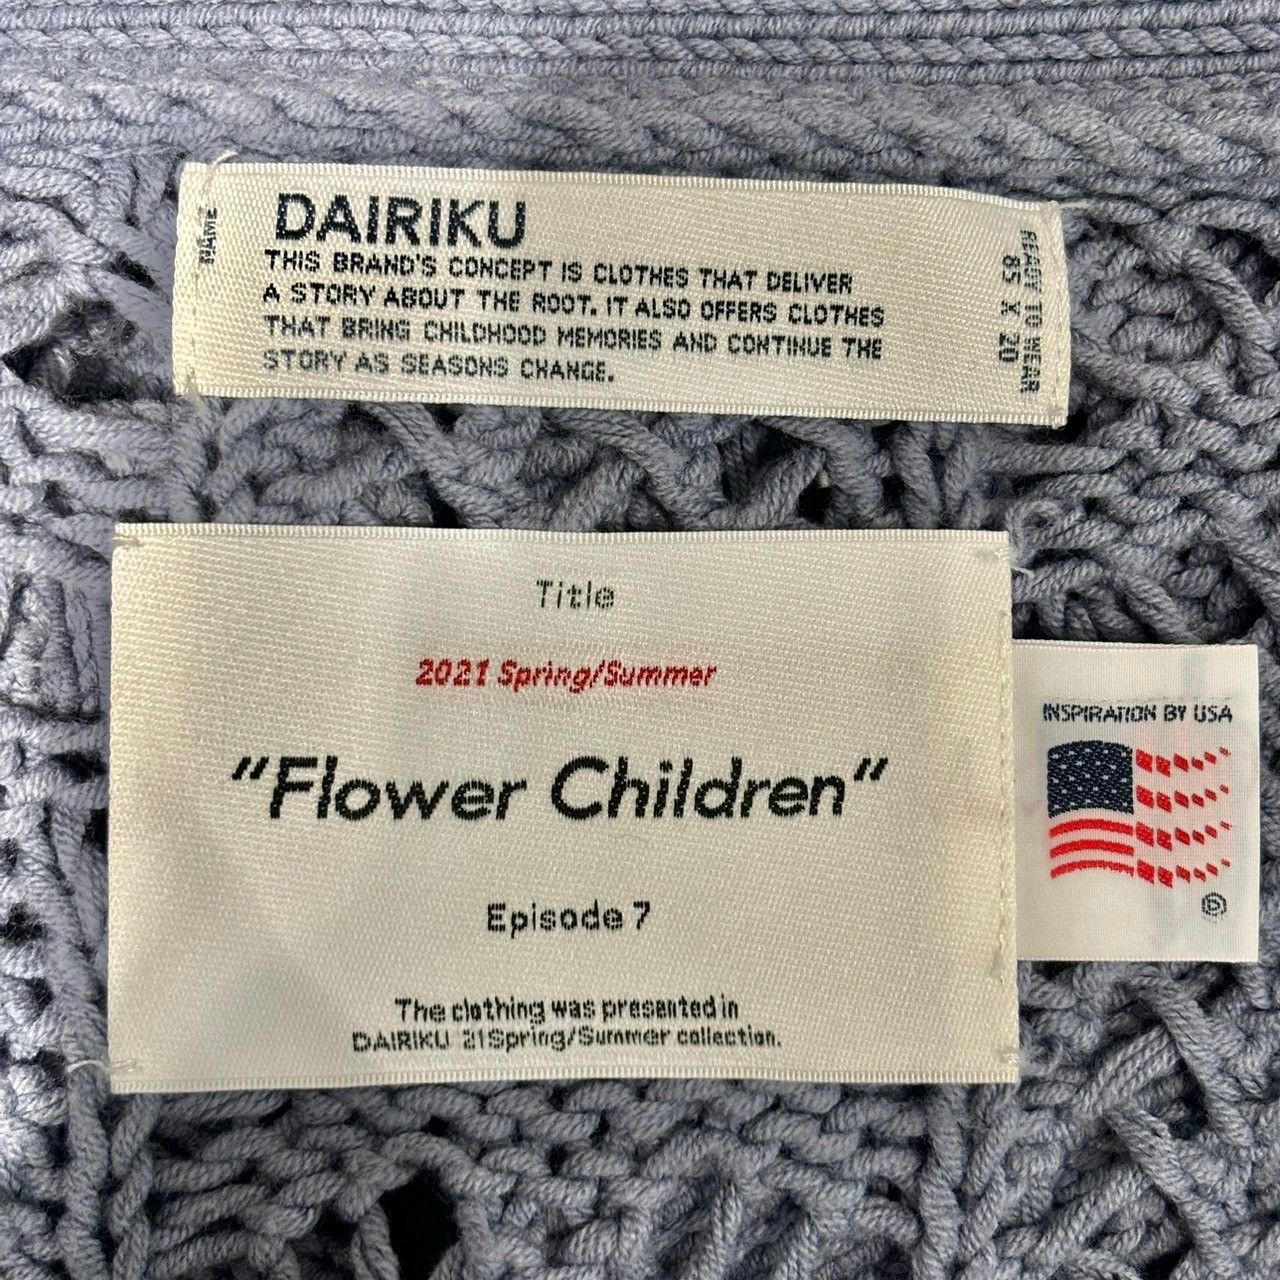 NAME
DAIRIKU
THIS BRAND'S CONCEPT IS CLOTHES THAT DELIVER
A STORY ABOUT THE ROOT. IT ALSO OFFERS CLOTHES
THAT BRING CHILDHOOD MEMORIES AND CONTINUE THE
STORY AS SEASONS CHANGE.
READY TO WEAR
85 X 20
Title
2021 Spring/Summer
"Flower Children"
Episode 7
The clothing was presented in
DAIRIKU 21Spring/Summer collection.
INSPIRATION BY USA